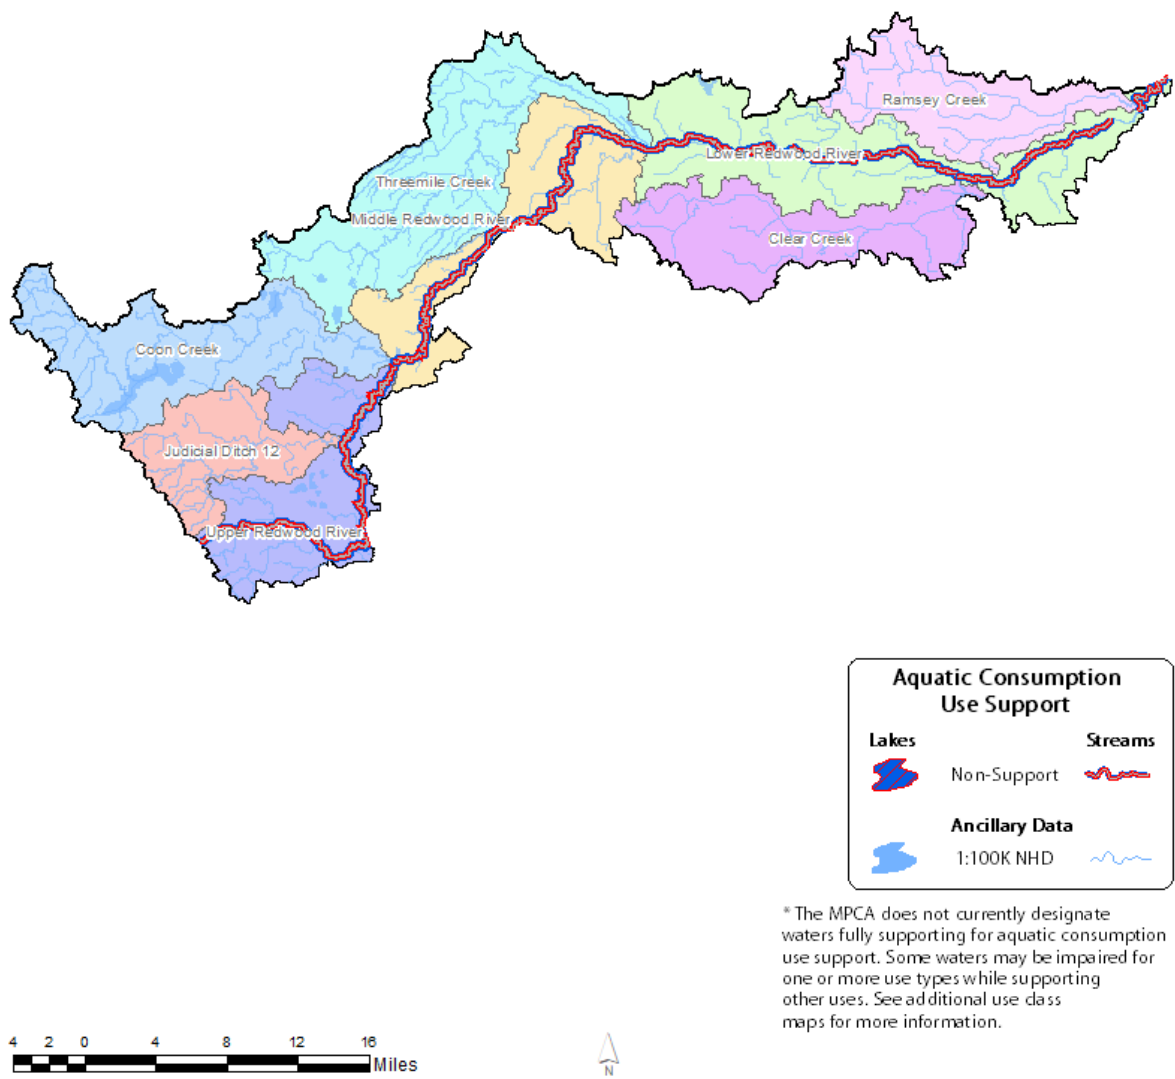 Ramsey Creek
Lower Redwood River
Threemile Creek
Middle Redwood River
Clear Creek
Coon Creek
Judicial Ditch 12
Upper Redwood River
Aquatic Consumption
Use Support
Lakes Streams
Non-Support
Ancillary Data
1:100K NHD
* The MPCA does not currently designate
waters fully supporting for aquatic consumption
use support. Some waters may be impaired for
one or more use types while supporting
other uses. See additional use class
maps for more information.
4 2 0 4 8 12 16
Miles
N